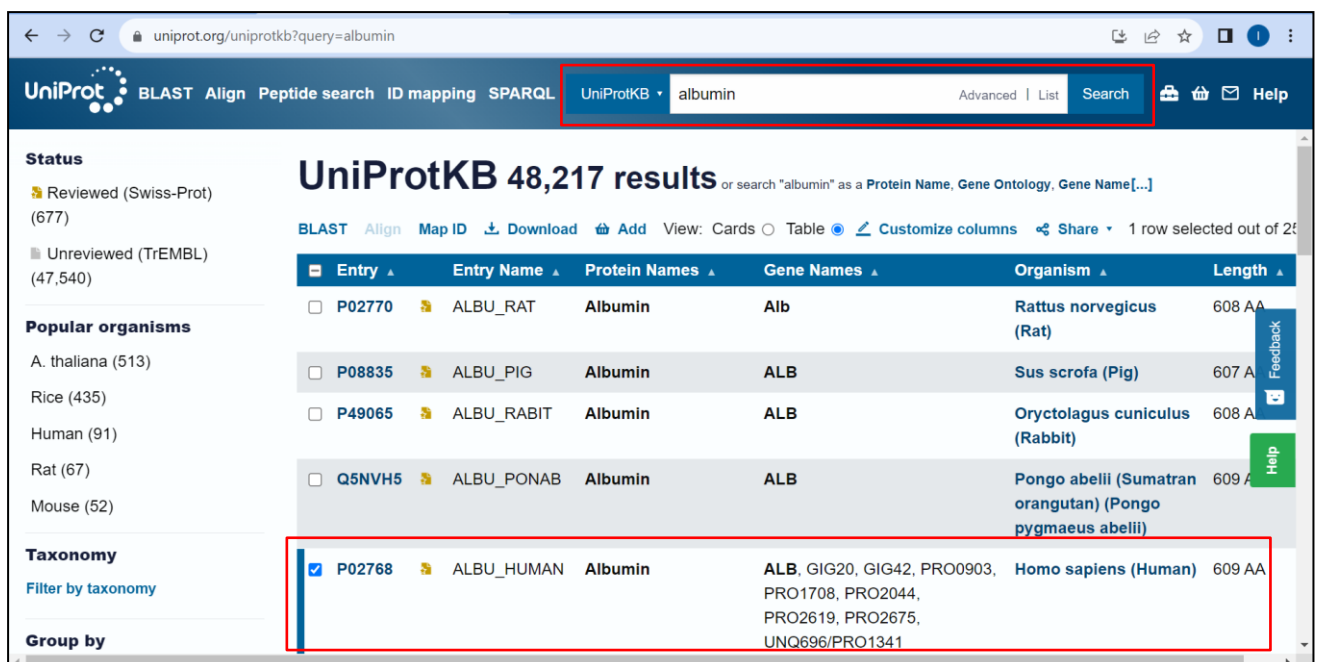 uniprot.org/uniprotkb?query=albumin
I
UniProt BLAST Align Peptide search ID mapping SPARQL UniProtKB albumin Advanced | List Search Help
Status
Reviewed (Swiss-Prot)
(677)
Unreviewed (TrEMBL)
(47,540)
Popular organisms
A. thaliana (513)
Rice (435)
Human (91)
Rat (67)
Mouse (52)
Taxonomy
Filter by taxonomy
Group by
UniProtKB 48,217 results or search "albumin" as a Protein Name, Gene Ontology, Gene Name[...]
BLAST Align Map ID Download Add View: Cards Table Customize columns Share 1 row selected out of 25
Entry Entry Name Protein Names Gene Names Organism Length
P02770 ALBU_RAT Albumin Alb Rattus norvegicus 608 AA
(Rat)
P08835 ALBU_PIG Albumin ALB Sus scrofa (Pig) 607 A
P49065 ALBU_RABIT Albumin ALB Oryctolagus cuniculus 608 AA
(Rabbit)
Q5NVH5 ALBU_PONAB Albumin ALB Pongo abelii (Sumatran 609 A
orangutan) (Pongo
pygmaeus abelii)
P02768 ALBU_HUMAN Albumin ALB, GIG20, GIG42, PRO0903, Homo sapiens (Human) 609 AA
PRO1708, PRO2044,
PRO2619, PRO2675,
UNQ696/PRO1341
Feedback
Help